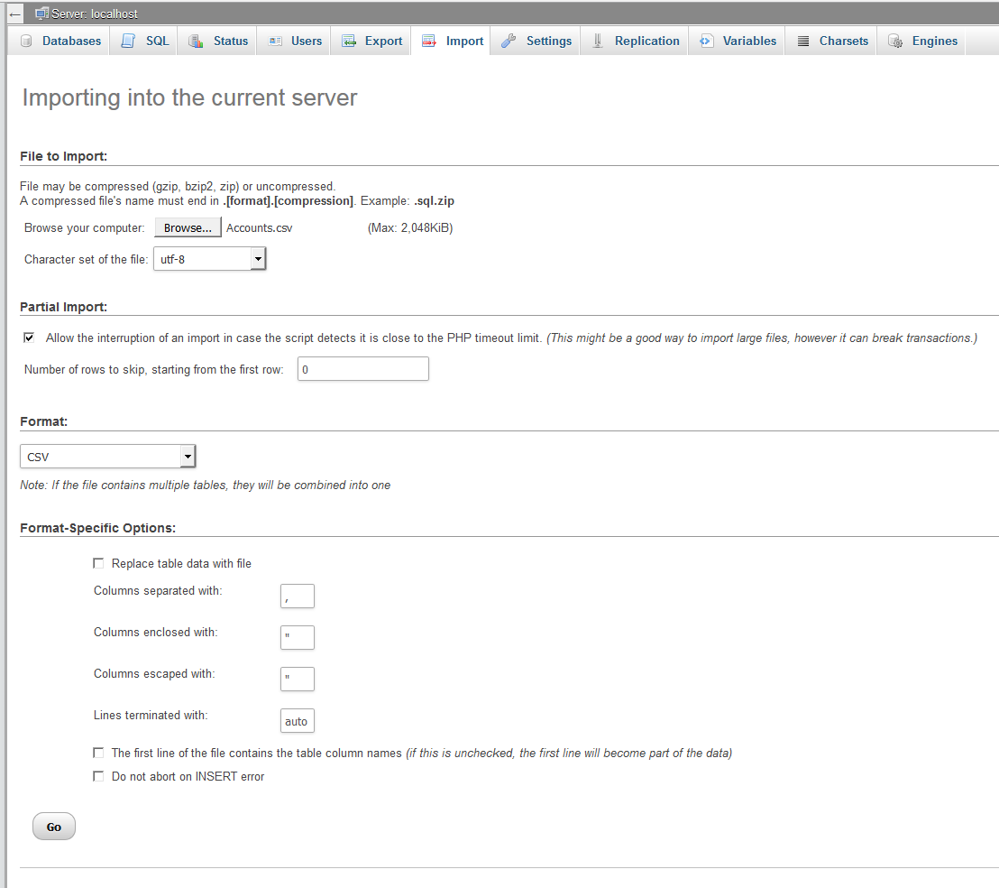 ← Server: localhost
Databases SQL Status Users Export Import Settings Replication Variables Charsets Engines
Importing into the current server
File to Import:
File may be compressed (gzip, bzip2, zip) or uncompressed.
A compressed file's name must end in .[format].[compression]. Example: .sql.zip
Browse your computer: Browse... Accounts.csv (Max: 2,048KiB)
Character set of the file: utf-8
Partial Import:
Allow the interruption of an import in case the script detects it is close to the PHP timeout limit. (This might be a good way to import large files, however it can break transactions.)
Number of rows to skip, starting from the first row: 0
Format:
CSV
Note: If the file contains multiple tables, they will be combined into one
Format-Specific Options:
Replace table data with file
Columns separated with: ,
Columns enclosed with: "
Columns escaped with: "
Lines terminated with: auto
The first line of the file contains the table column names (if this is unchecked, the first line will become part of the data)
Do not abort on INSERT error
Go